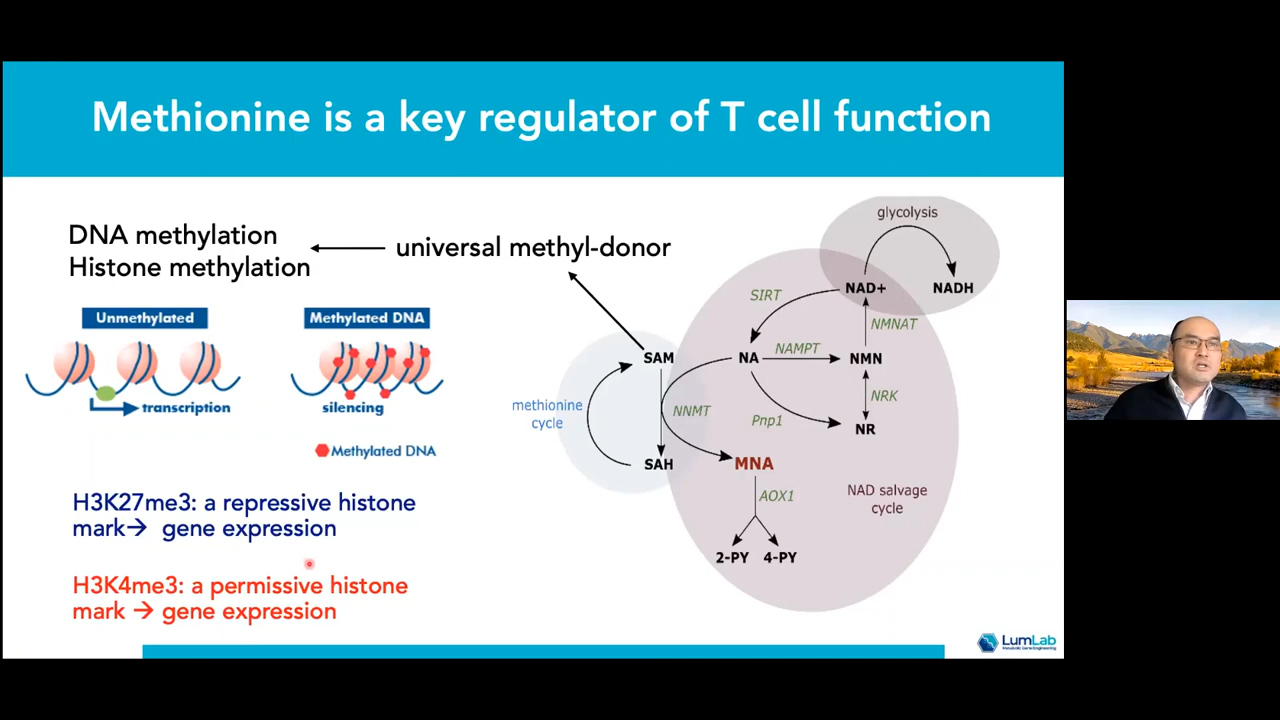 Methionine is a key regulator of T cell function
DNA methylation
Histone methylation
universal methyl-donor
Unmethylated
Methylated DNA
transcription
silencing
Methylated DNA
H3K27me3: a repressive histone
mark→ gene expression
H3K4me3: a permissive histone
mark → gene expression
glycolysis
NAD+
NADH
SIRT
NMNAT
SAM
NA
NAMPT
NMN
methionine
cycle
NNMT
NRK
Pnp1
NR
SAH
MNA
AOX1
NAD salvage
cycle
2-PY
4-PY
LumLab
Metabolic Gene Engineering